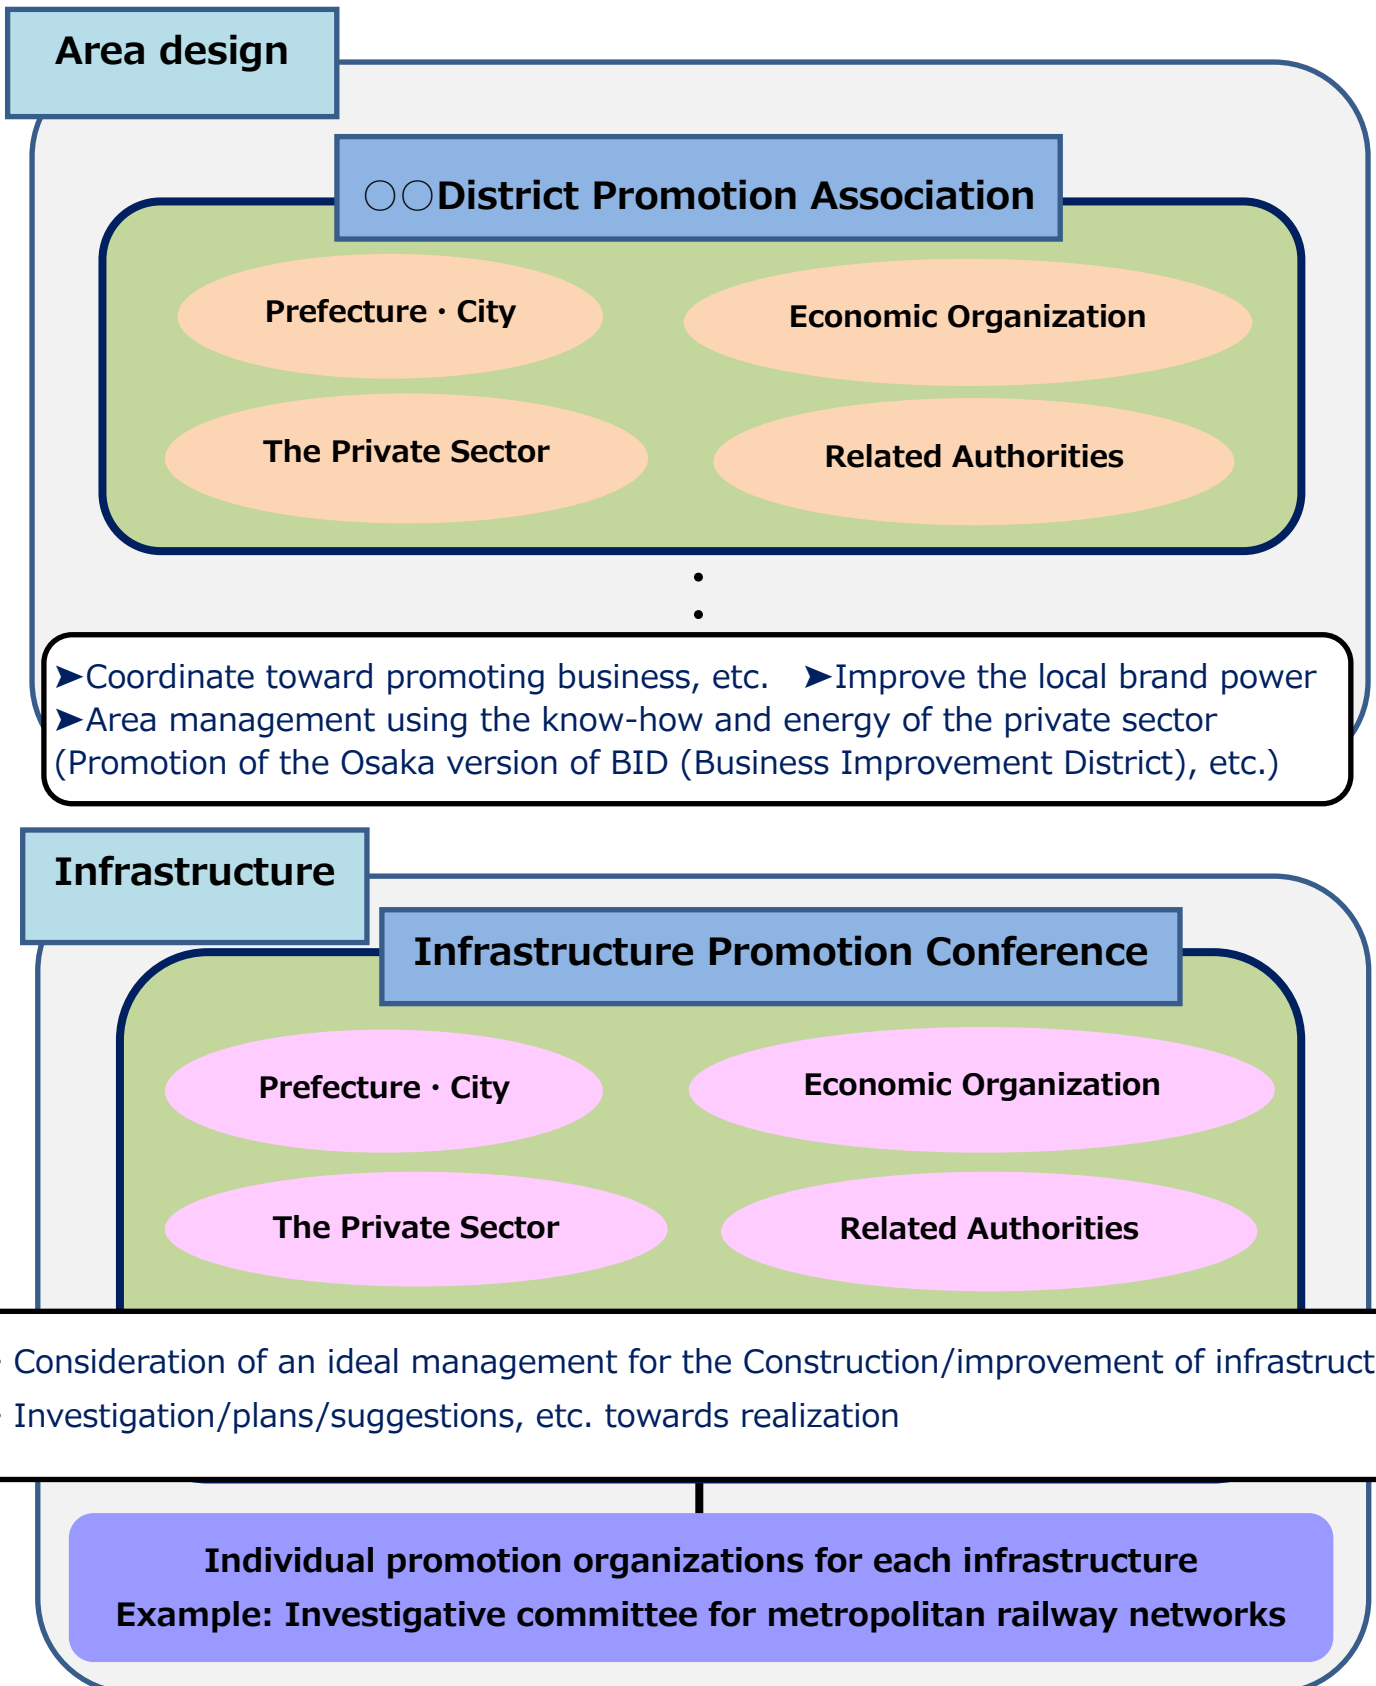 Area design
○○District Promotion Association
Prefecture・City
Economic Organization
The Private Sector
Related Authorities
➤Coordinate toward promoting business, etc. ➤Improve the local brand power
➤Area management using the know-how and energy of the private sector
(Promotion of the Osaka version of BID (Business Improvement District), etc.)
Infrastructure
Infrastructure Promotion Conference
Prefecture・City
Economic Organization
The Private Sector
Related Authorities
・Consideration of an ideal management for the Construction/improvement of infrastruct
・Investigation/plans/suggestions, etc. towards realization
Individual promotion organizations for each infrastructure
Example: Investigative committee for metropolitan railway networks